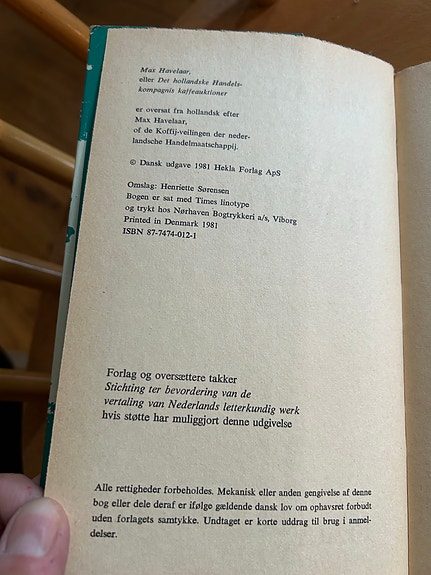 Max Havelaar,
eller Det hollandske Handels-
kompagnis kaffeauktioner
er oversat fra hollandsk efter
Max Havelaar,
of de Koffij-veilingen der neder-
landsche Handelmaatschappij.
© Dansk udgave 1981 Hekla Forlag ApS
Omslag: Henriette Sørensen
Bogen er sat med Times linotype
og trykt hos Nørhaven Bogtrykkeri a/s, Viborg
Printed in Denmark 1981
ISBN 87-7474-012-1
Forlag og oversættere takker
Stichting ter bevordering van de
vertaling van Nederlands letterkundig werk
hvis støtte har muliggjort denne udgivelse
Alle rettigheder forbeholdes. Mekanisk eller anden gengivelse af denne
bog eller dele deraf er ifølge gældende dansk lov om ophavsret forbudt
uden forlagets samtykke. Undtaget er korte uddrag til brug i anmel-
delser.